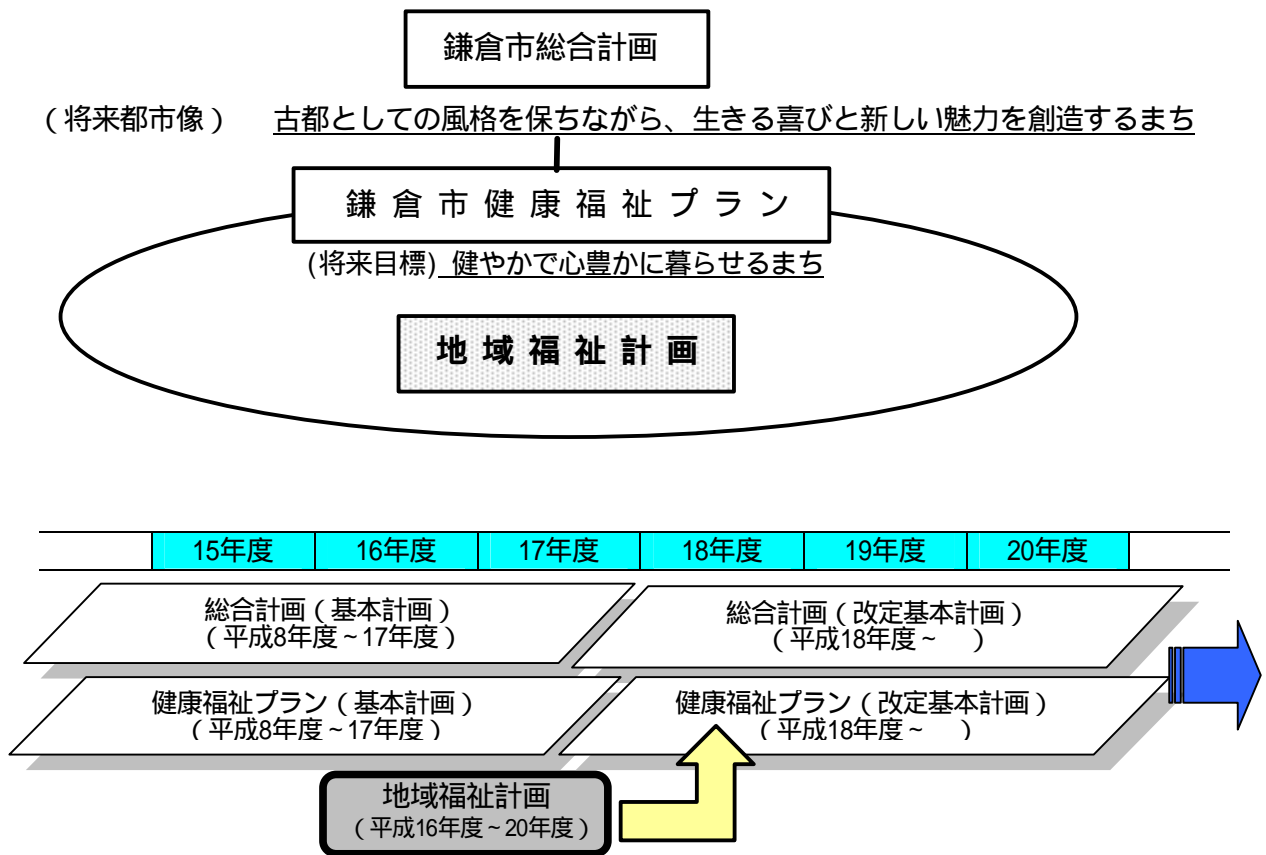 鎌倉市総合計画
（将来都市像） 古都としての風格を保ちながら、生きる喜びと新しい魅力を創造するまち
鎌倉市健康福祉プラン
(将来目標) 健やかで心豊かに暮らせるまち
地域福祉計画
15年度 16年度 17年度 18年度 19年度 20年度
総合計画（基本計画）
（平成8年度～17年度）
総合計画（改定基本計画）
（平成18年度～　）
健康福祉プラン（基本計画）
（平成8年度～17年度）
健康福祉プラン（改定基本計画）
（平成18年度～　）
地域福祉計画
（平成16年度～20年度）